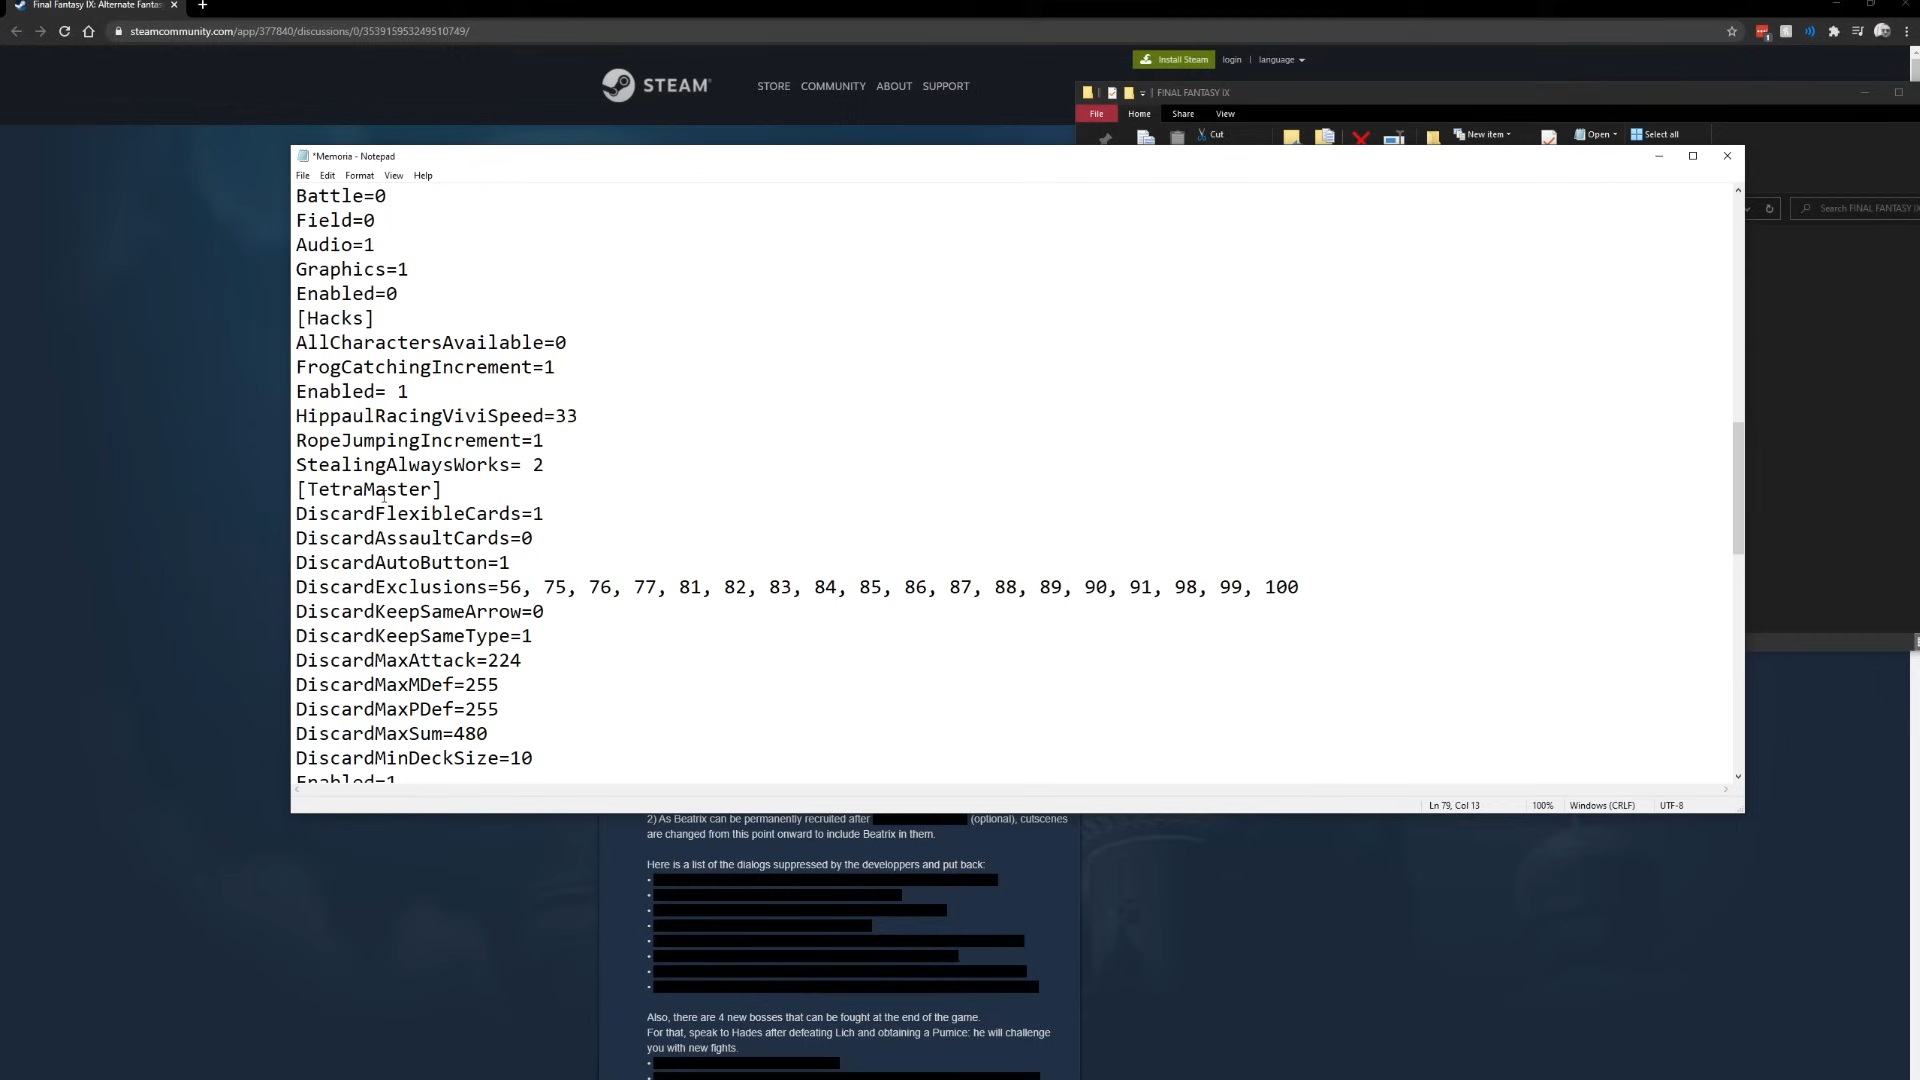 Final Fantasy IX: Alternate Fantas
steamcommunity.com/app/377840/discussions/0/353915953249510749/
Install Steam
login | language
STEAM
STORE COMMUNITY ABOUT SUPPORT
FINAL FANTASY IX
File Home Share View
Cut
New item
Open
Select all
Search FINAL FANTASY IX
*Memoria - Notepad
File Edit Format View Help
Battle=0
Field=0
Audio=1
Graphics=1
Enabled=0
[Hacks]
AllCharactersAvailable=0
FrogCatchingIncrement=1
Enabled= 1
HippaulRacingViviSpeed=33
RopeJumpingIncrement=1
StealingAlwaysWorks= 2
[TetraMaster]
DiscardFlexibleCards=1
DiscardAssaultCards=0
DiscardAutoButton=1
DiscardExclusions=56, 75, 76, 77, 81, 82, 83, 84, 85, 86, 87, 88, 89, 90, 91, 98, 99, 100
DiscardKeepSameArrow=0
DiscardKeepSameType=1
DiscardMaxAttack=224
DiscardMaxMDef=255
DiscardMaxPDef=255
DiscardMaxSum=480
DiscardMinDeckSize=10
Enabled=1
Ln 79, Col 13
100%
Windows (CRLF)
UTF-8
2) As Beatrix can be permanently recruited after (optional), cutscenes
are changed from this point onward to include Beatrix in them.
Here is a list of the dialogs suppressed by the developpers and put back:
Also, there are 4 new bosses that can be fought at the end of the game.
For that, speak to Hades after defeating Lich and obtaining a Pumice: he will challenge
you with new fights.